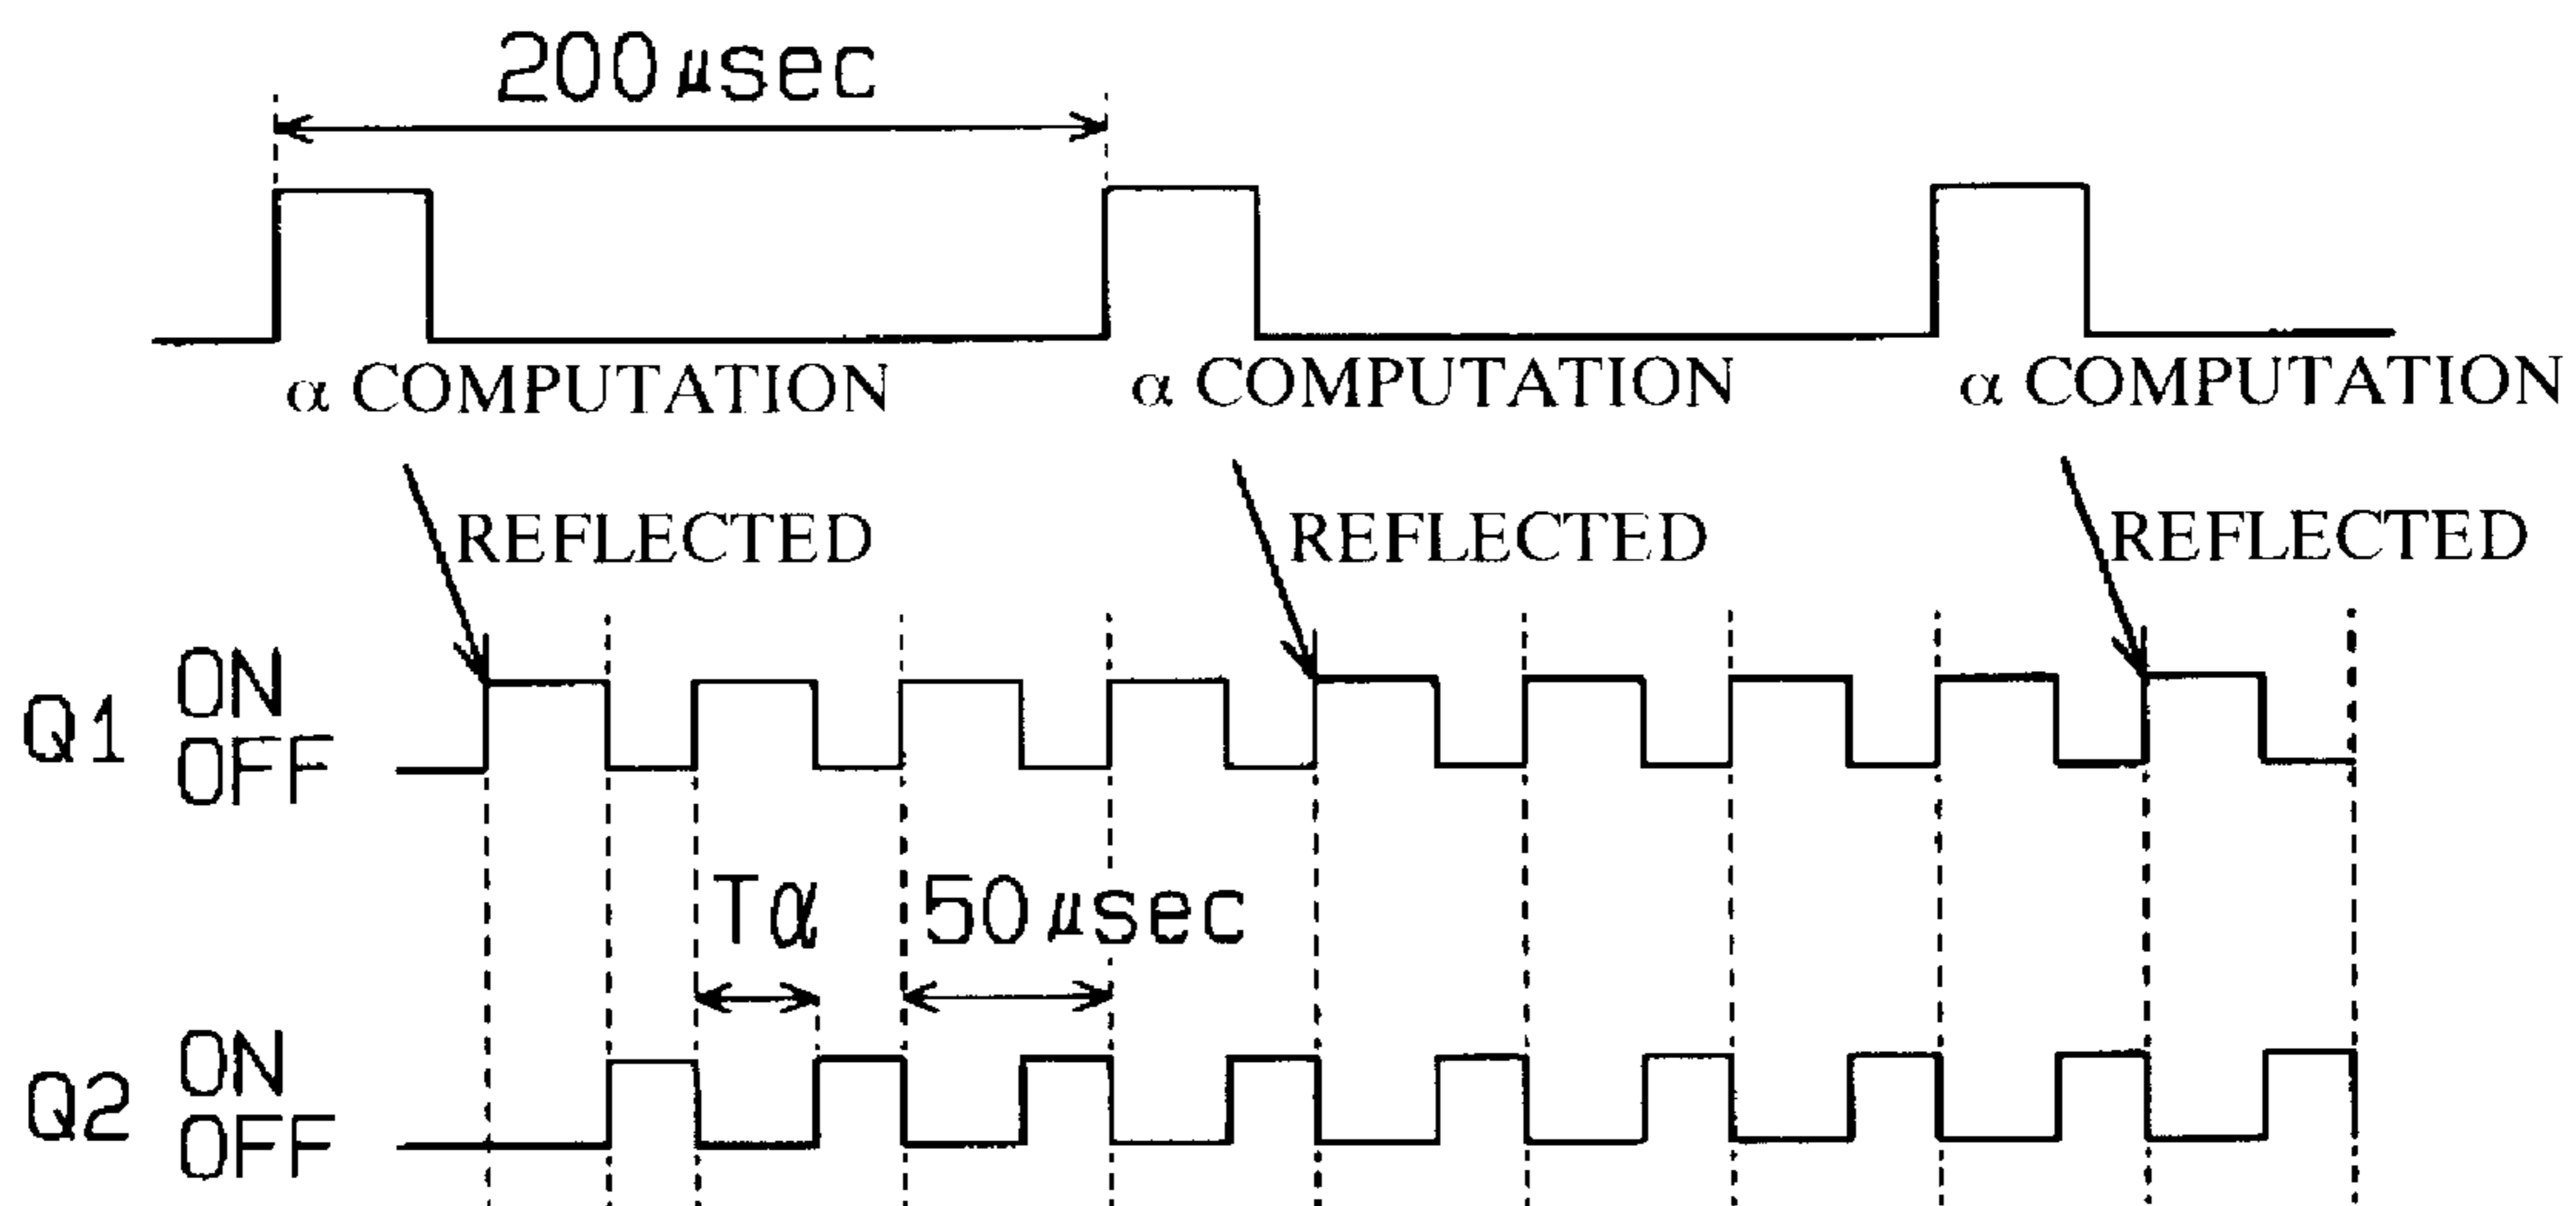 200μsec
α COMPUTATION α COMPUTATION α COMPUTATION
REFLECTED REFLECTED REFLECTED
Q1 ON
OFF
Tα 50μsec
Q2 ON
OFF